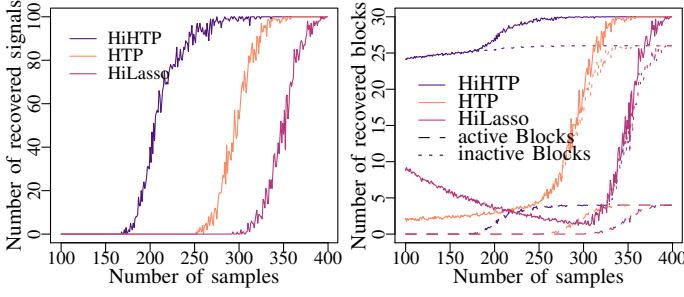 Number of recovered signals
0 20 40 60 80 100
HiHTP
HTP
HiLasso
100 150 200 250 300 350 400
Number of samples
Number of recovered blocks
0 5 10 15 20 25 30
HiHTP
HTP
HiLasso
active Blocks
inactive Blocks
100 150 200 250 300 350 400
Number of samples